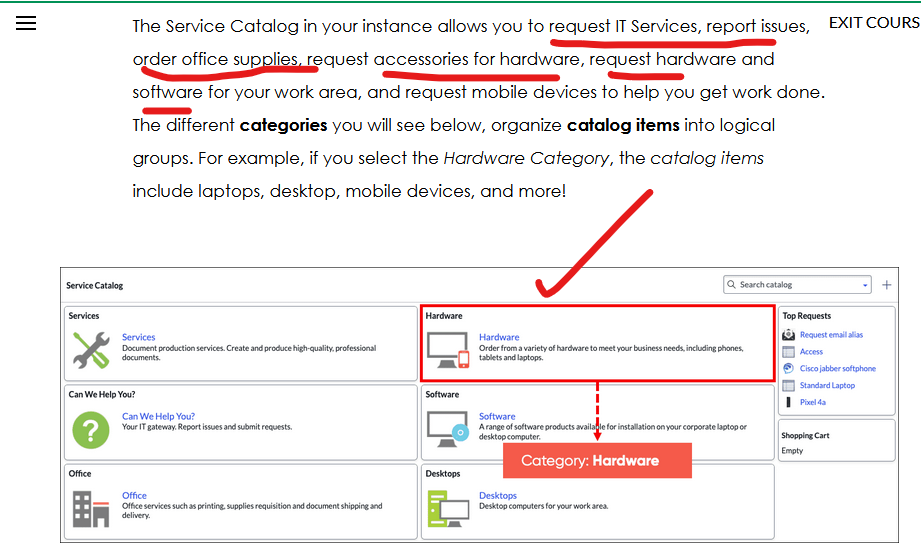 The Service Catalog in your instance allows you to request IT Services, report issues,
EXIT COURS
order office supplies, request accessories for hardware, request hardware and
software for your work area, and request mobile devices to help you get work done.
The different categories you will see below, organize catalog items into logical
groups. For example, if you select the Hardware Category, the catalog items
include laptops, desktop, mobile devices, and more!
Service Catalog
Search catalog
Services
Services
Document production services. Create and produce high-quality, professional
documents.
Hardware
Hardware
Order from a variety of hardware to meet your business needs, including phones,
tablets and laptops.
Top Requests
Request email alias
Access
Cisco jabber softphone
Standard Laptop
Pixel 4a
Can We Help You?
Can We Help You?
Your IT gateway. Report issues and submit requests.
Software
Software
A range of software products available for installation on your corporate laptop or
desktop computer.
Category: Hardware
Shopping Cart
Empty
Office
Office
Office services such as printing, supplies requisition and document shipping and
delivery.
Desktops
Desktops
Desktop computers for your work area.